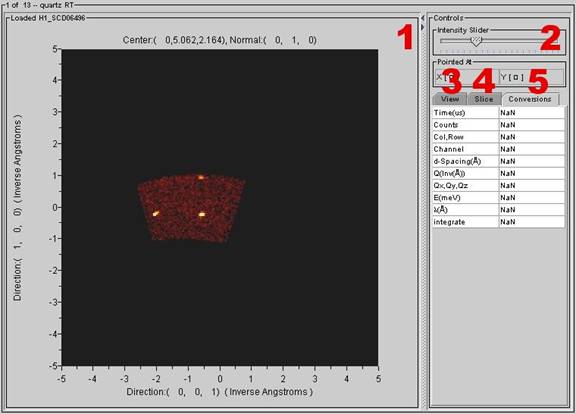 1 of 13 -- quartz RT
Loaded H1_SCD06496
Center:( 0,5.062,2.164), Normal:( 0, 1, 0)
1
5
4
3
2
1
0
-1
-2
-3
-4
-5
Direction:( 1, 0, 0) ( Inverse Angstroms )
-5 -4 -3 -2 -1 0 1 2 3 4 5
Direction:( 0, 0, 1) ( Inverse Angstroms )
Controls
Intensity Slider
2
Pointed At
X [ Y [ 0 ]
3 4 5
View Slice Conversions
Time(us) NaN
Counts NaN
Col,Row NaN
Channel NaN
d-Spacing(Å) NaN
Q(Inv(Å)) NaN
Qx,Qy,Qz NaN
E(meV) NaN
λ(Å) NaN
integrate NaN